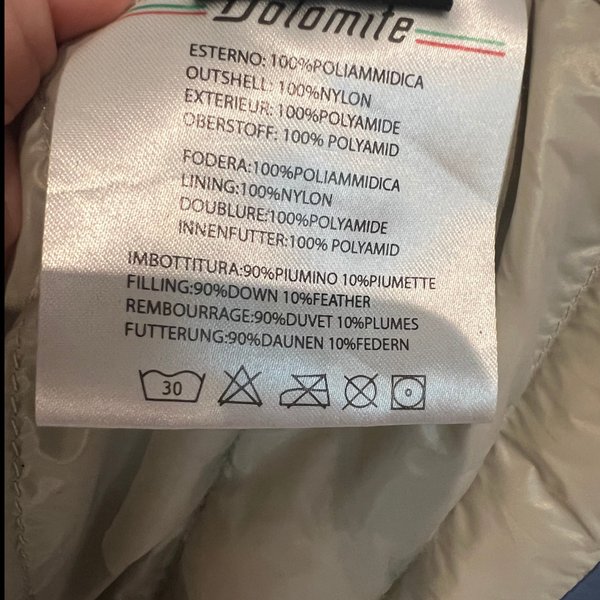 Dolomite
ESTERNO: 100%POLIAMMIDICA
OUTSHELL: 100%NYLON
EXTERIEUR: 100%POLYAMIDE
OBERSTOFF: 100% POLYAMID
FODERA:100%POLIAMMIDICA
LINING:100%NYLON
DOUBLURE:100%POLYAMIDE
INNENFUTTER:100% POLYAMID
IMBOTTITURA:90%PIUMINO 10%PIUMETTE
FILLING:90%DOWN 10%FEATHER
REMBOURRAGE:90%DUVET 10%PLUMES
FUTTERUNG:90%DAUNEN 10%FEDERN
30